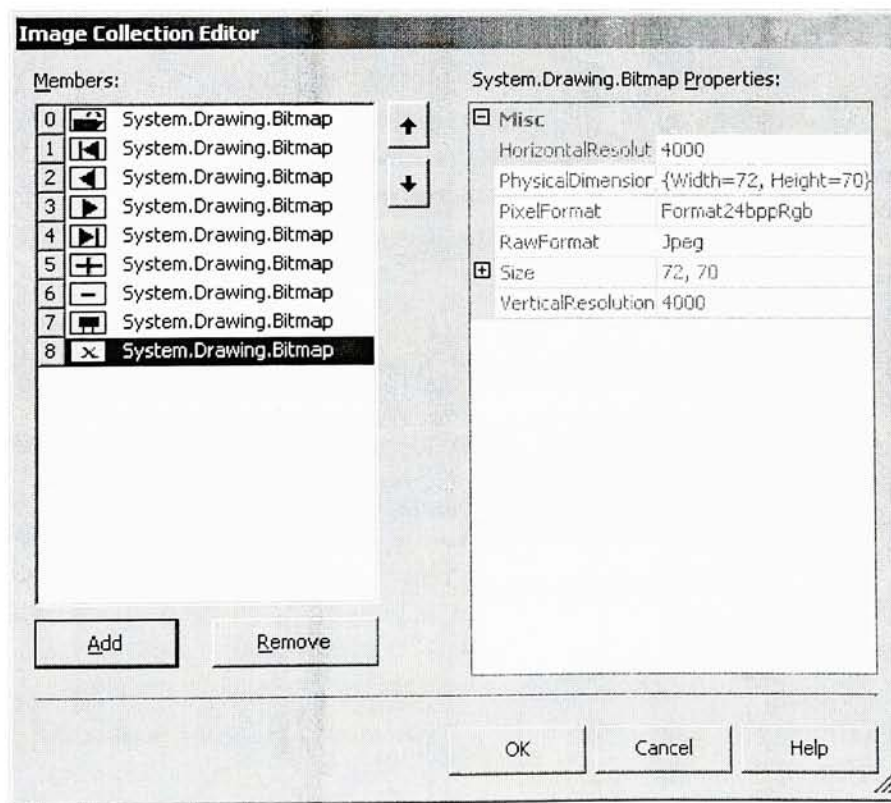 Image Collection Editor
Members:
0 System.Drawing.Bitmap
1 System.Drawing.Bitmap
2 System.Drawing.Bitmap
3 System.Drawing.Bitmap
4 System.Drawing.Bitmap
5 System.Drawing.Bitmap
6 System.Drawing.Bitmap
7 System.Drawing.Bitmap
8 System.Drawing.Bitmap
Add
Remove
System.Drawing.Bitmap Properties:
Misc
HorizontalResolut 4000
PhysicalDimension {Width=72, Height=70}
PixelFormat Format24bppRgb
RawFormat Jpeg
Size 72, 70
VerticalResolution 4000
OK
Cancel
Help